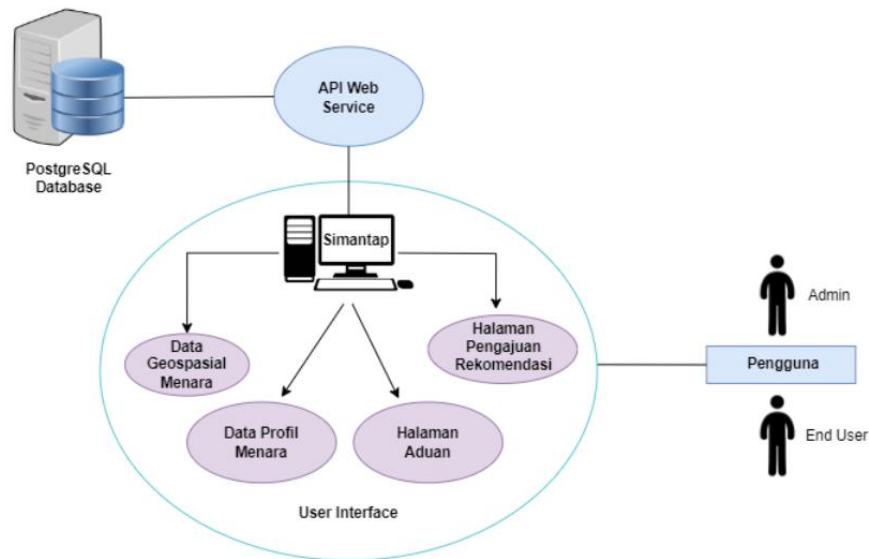 API Web
Service
PostgreSQL
Database
Simantap
Admin
Data
Geospasial
Menara
Halaman
Pengajuan
Rekomendasi
Pengguna
Data Profil
Menara
Halaman
Aduan
End User
User Interface